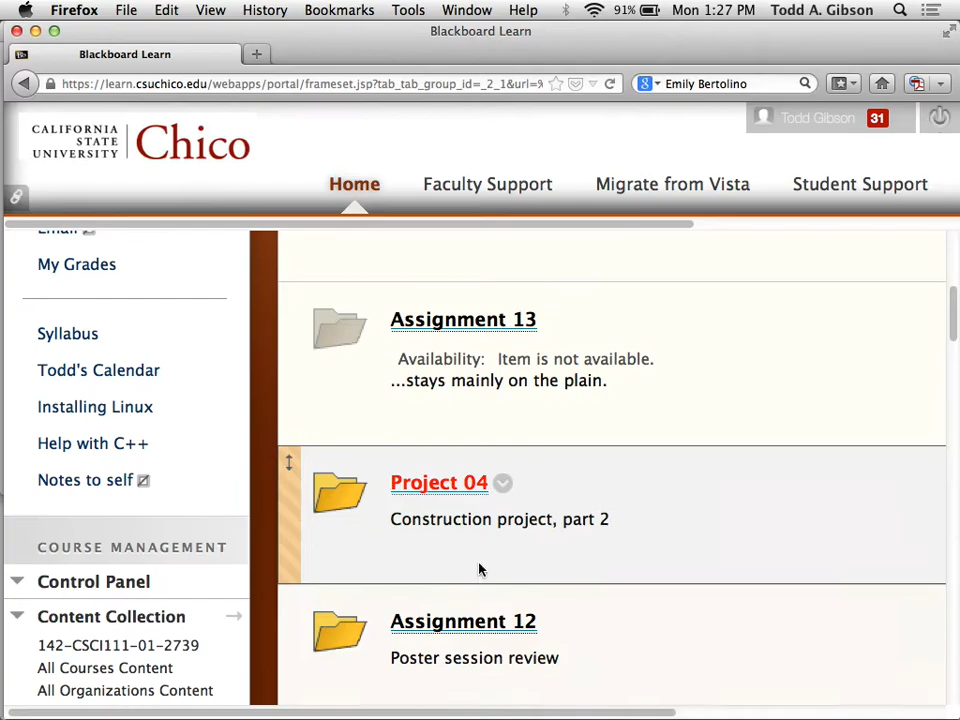 Firefox File Edit View History Bookmarks Tools Window Help 91% Mon 1:27 PM Todd A. Gibson
Blackboard Learn
Blackboard Learn
https://learn.csuchico.edu/webapps/portal/frameset.jsp?tab_tab_group_id=_2_1&url=% Emily Bertolino
CALIFORNIA
STATE
UNIVERSITY
Chico
Todd Gibson 31
Home Faculty Support Migrate from Vista Student Support
Email
My Grades
Syllabus
Todd's Calendar
Installing Linux
Help with C++
Notes to self
COURSE MANAGEMENT
Control Panel
Content Collection
142-CSCI111-01-2739
All Courses Content
All Organizations Content
Assignment 13
Availability: Item is not available.
...stays mainly on the plain.
Project 04
Construction project, part 2
Assignment 12
Poster session review